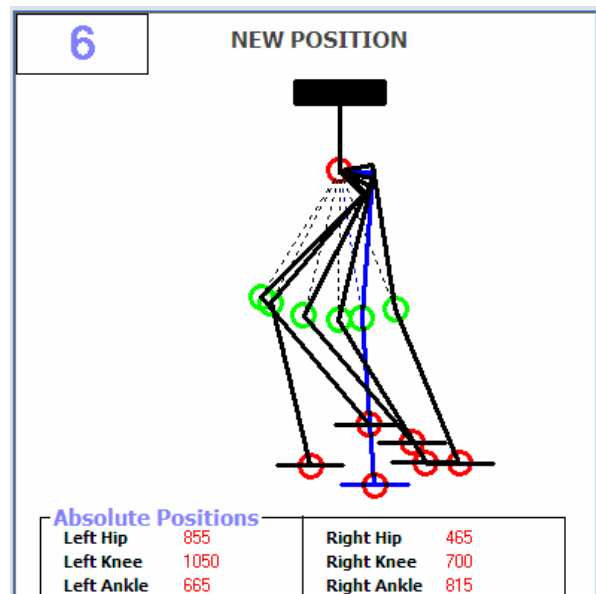 6
NEW POSITION
Absolute Positions
Left Hip 855 Right Hip 465
Left Knee 1050 Right Knee 700
Left Ankle 665 Right Ankle 815